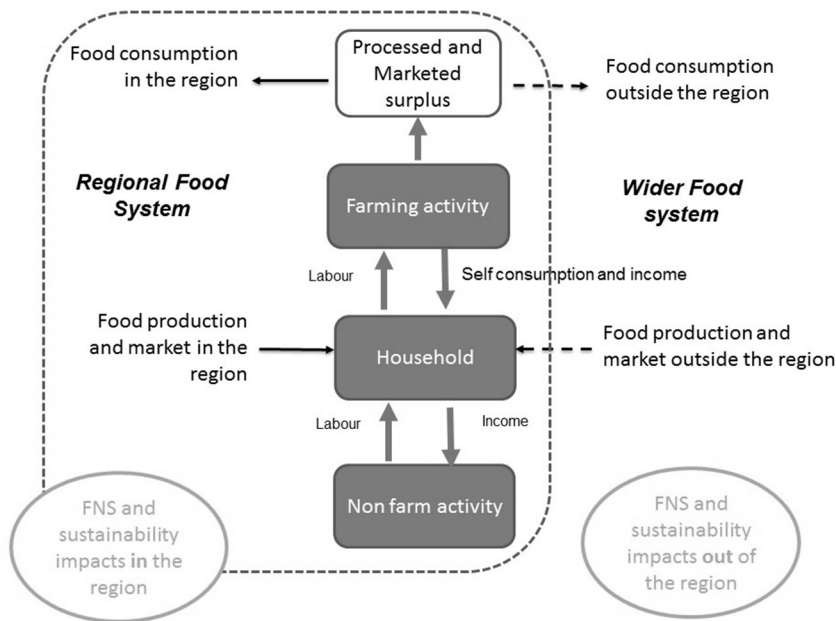 Food consumption
in the region
Processed and
Marketed
surplus
Food consumption
outside the region
Regional Food
System
Farming activity
Wider Food
system
Labour
Self consumption and income
Food production
and market in the
region
Household
Food production and
market outside the region
Labour
Income
Non farm activity
FNS and
sustainability
impacts in the
region
FNS and
sustainability
impacts out of
the region